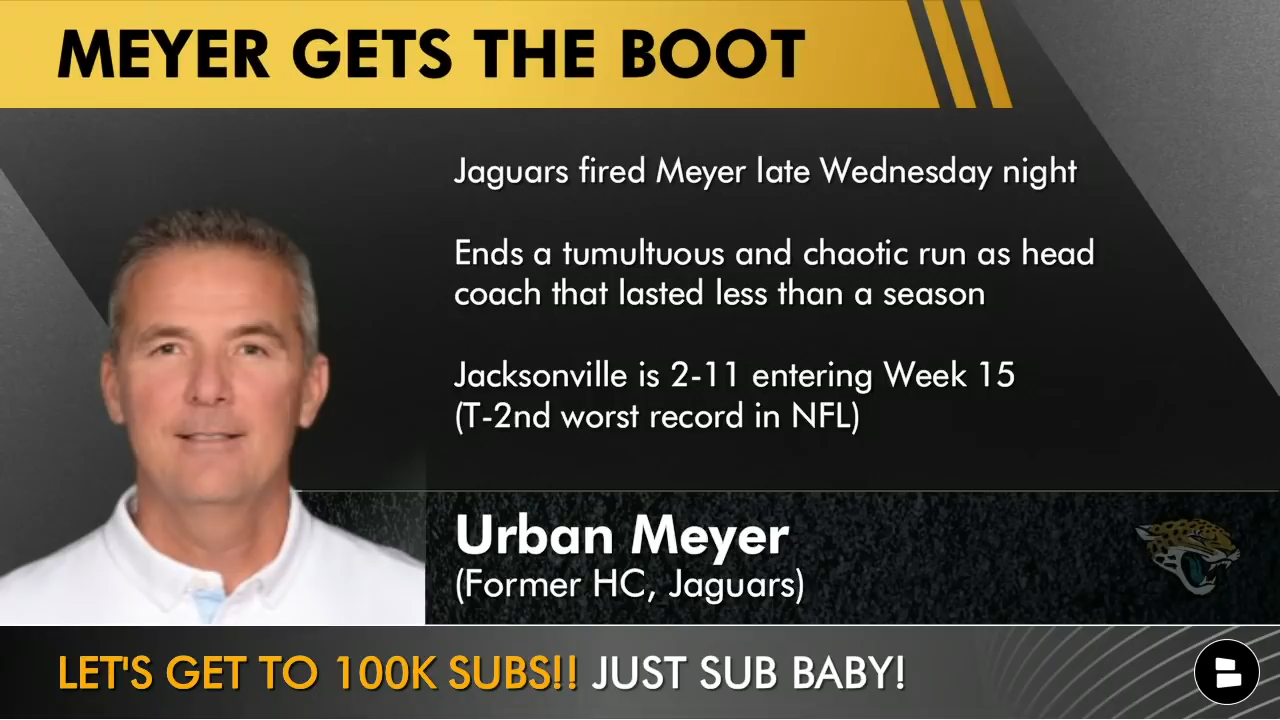 MEYER GETS THE BOOT
Jaguars fired Meyer late Wednesday night
Ends a tumultuous and chaotic run as head
coach that lasted less than a season
Jacksonville is 2-11 entering Week 15
(T-2nd worst record in NFL)
Urban Meyer
(Former HC, Jaguars)
LET'S GET TO 100K SUBS!! JUST SUB BABY!